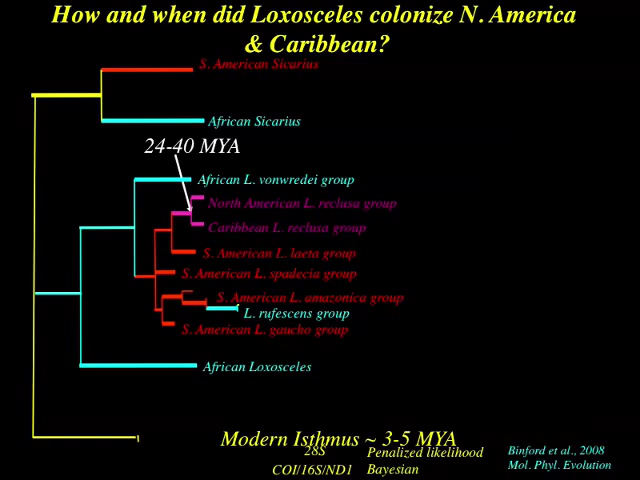 How and when did Loxosceles colonize N. America
& Caribbean?
S. American Sicarius
African Sicarius
24-40 MYA
African L. vonwredei group
North American L. reclusa group
Caribbean L. reclusa group
S. American L. laeta group
S. American L. spadecia group
S. American L. amazonica group
L. rufescens group
S. American L. gaucho group
African Loxosceles
Modern Isthmus ~ 3-5 MYA
28S
COI/16S/ND1
Penalized likelihood
Bayesian
Binford et al., 2008
Mol. Phyl. Evolution